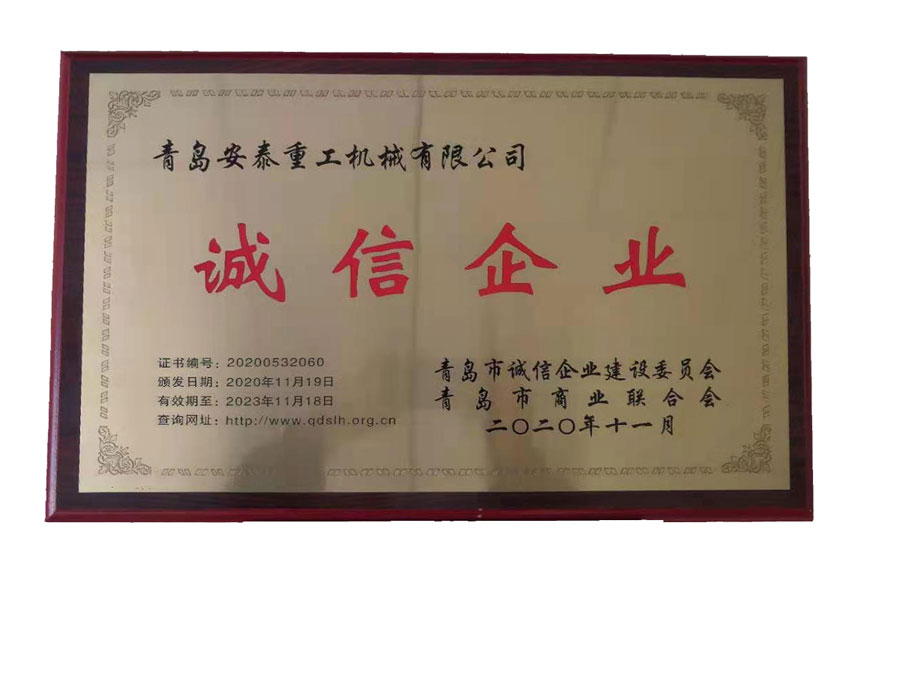 青岛安泰重工机械有限公司
诚信企业
证书编号：20200532060
颁发日期：2020年11月19日
有效期至：2023年11月18日
查询网址：http://www.qdslh.org.cn
青岛市诚信企业建设委员会
青岛市商业联合会
二〇二〇年十一月